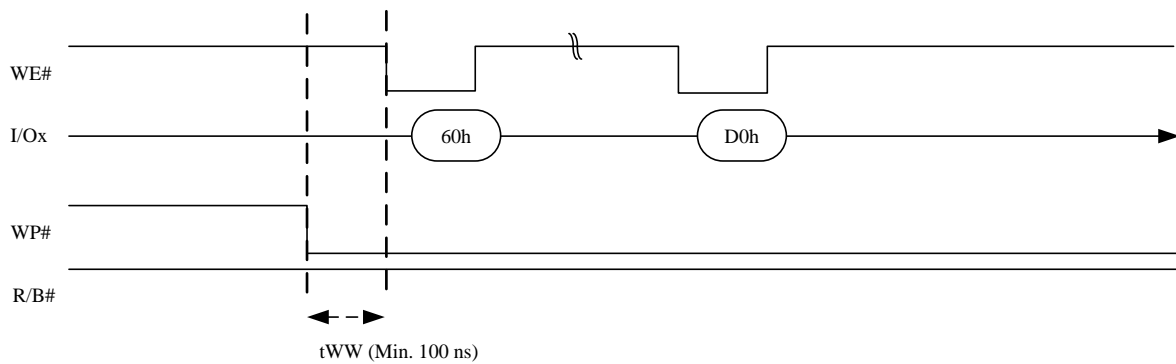 WE#
I/Ox
60h
D0h
WP#
R/B#
tWW (Min. 100 ns)